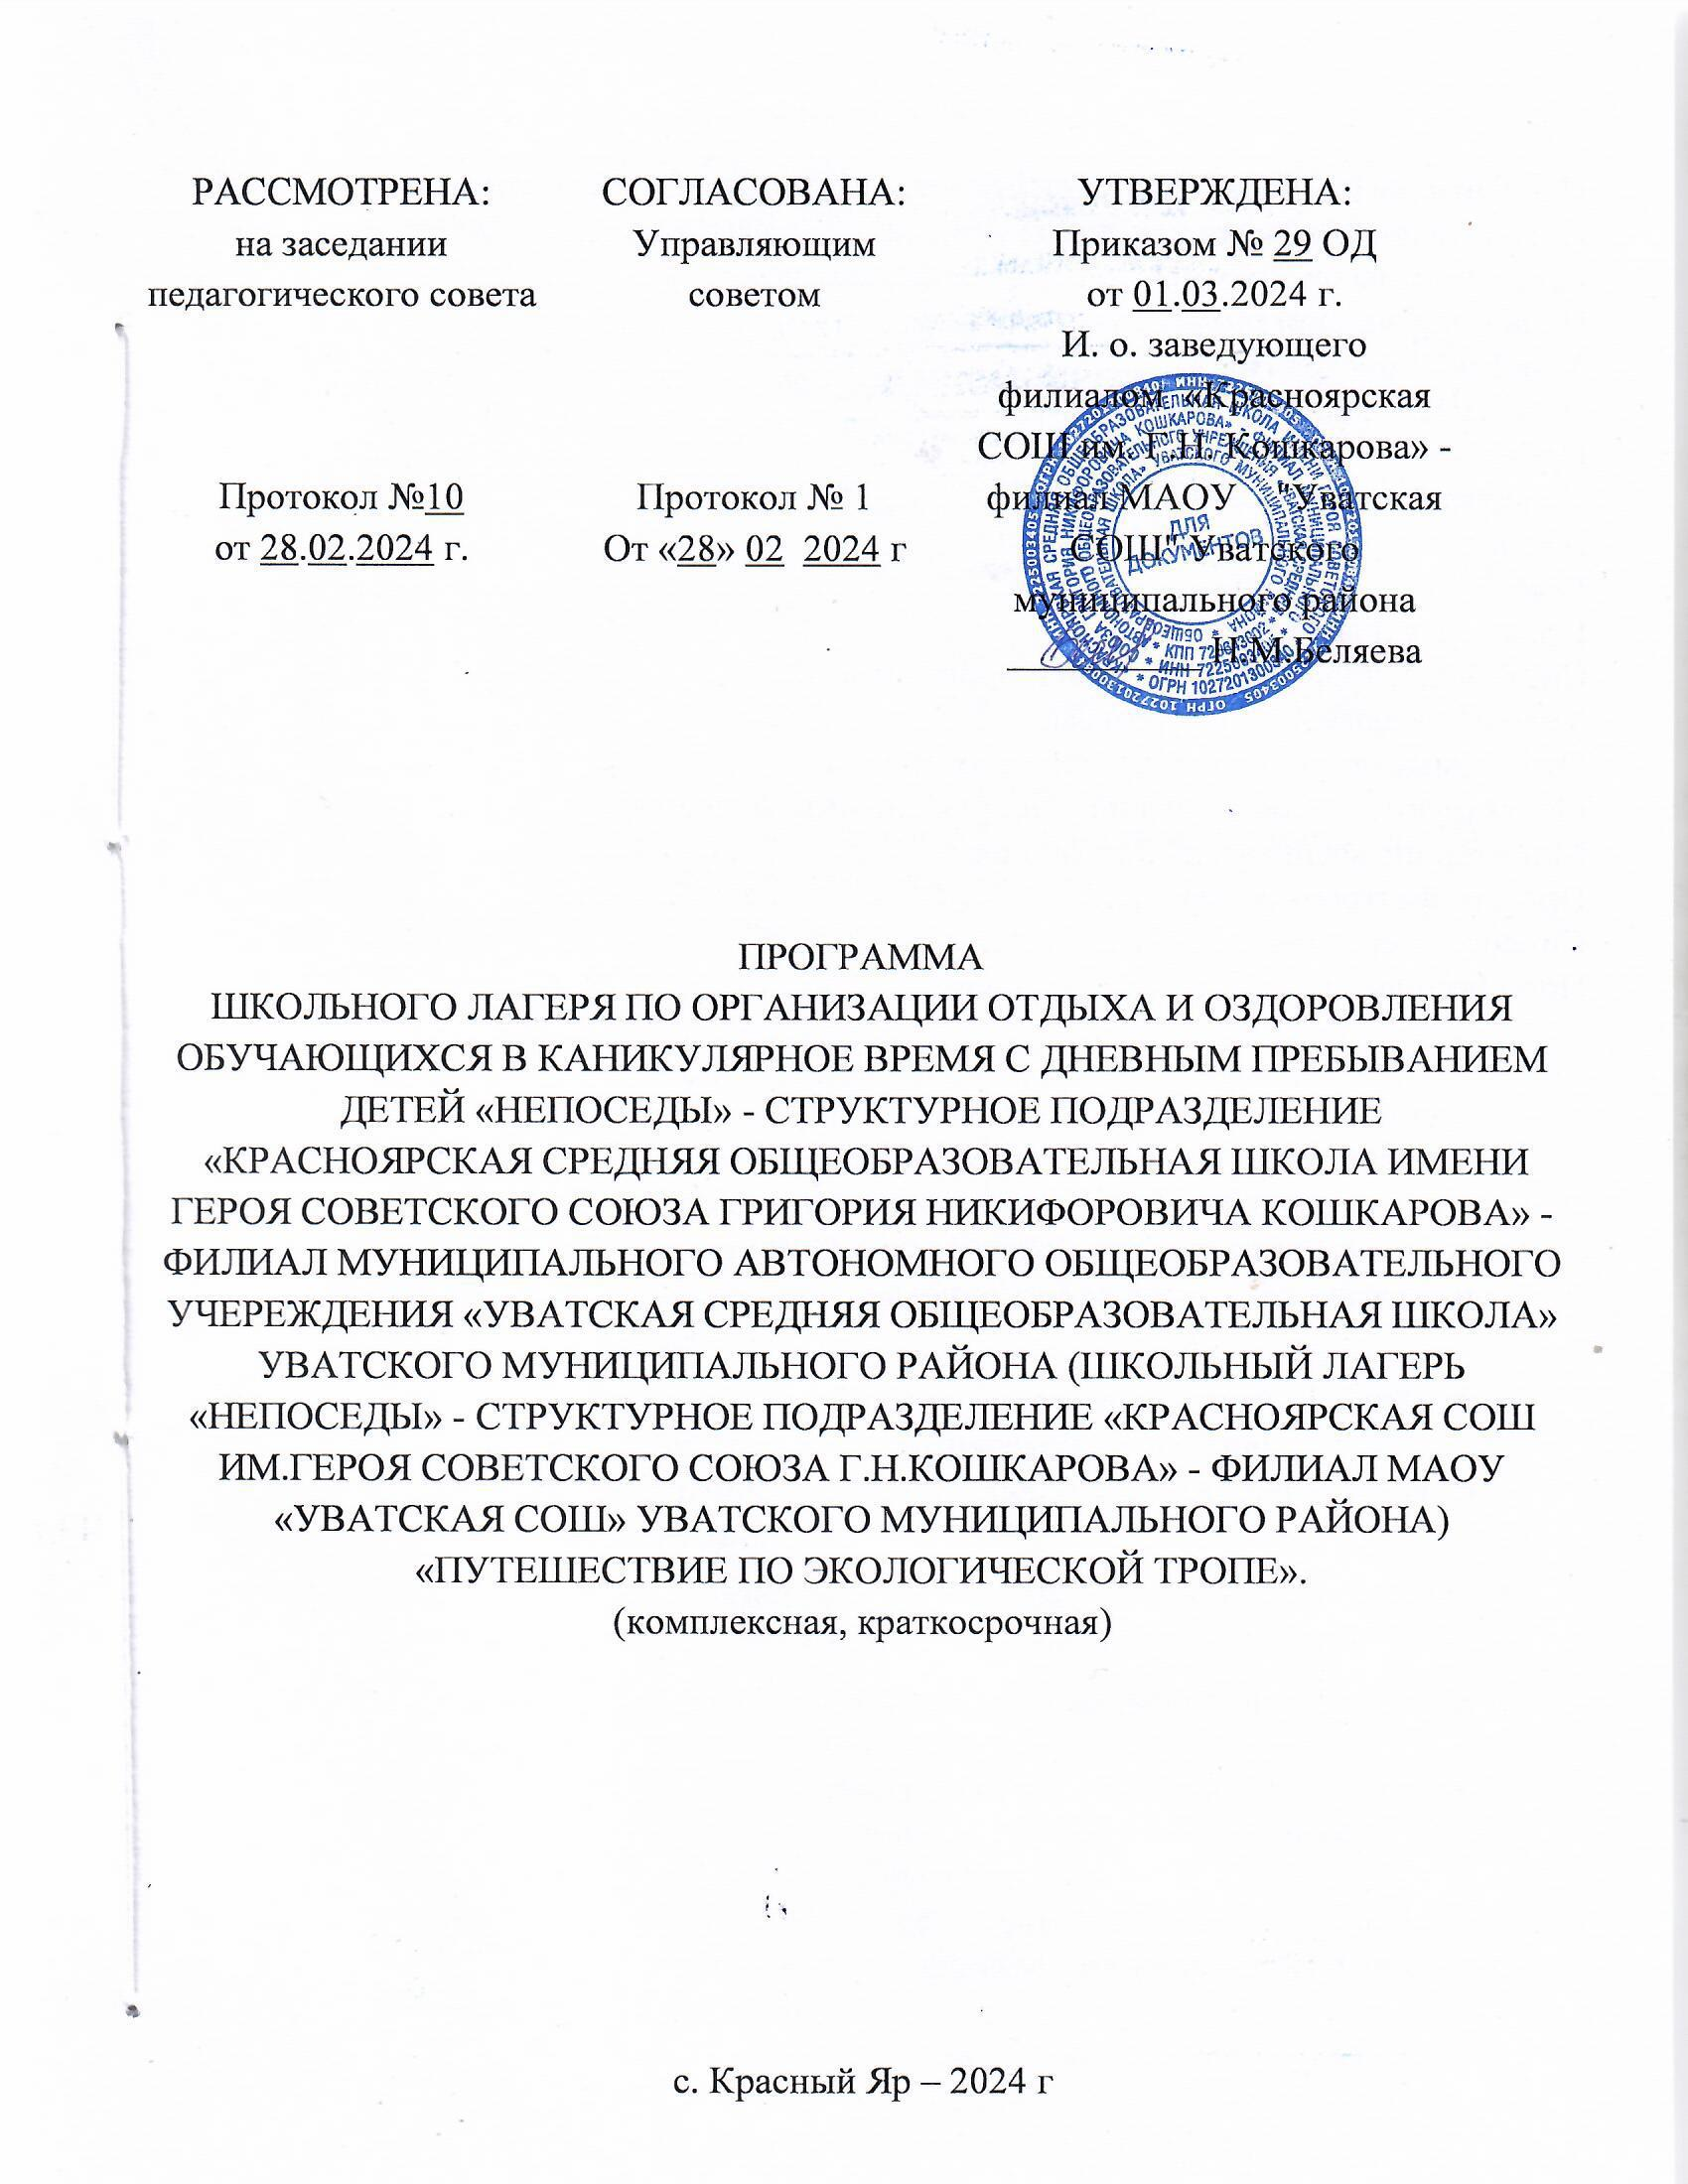 РАССМОТРЕНА:
на заседании
педагогического совета
Протокол №10
от 28.02.2024 г.
СОГЛАСОВАНА:
Управляющим
советом
Протокол № 1
От «28» 02 2024 г
УТВЕРЖДЕНА:
Приказом № 29 ОД
от 01.03.2024 г.
И. о. заведующего
филиалом «Красноярская
СОШ им. Г.Н. Кошкарова» -
филиал МАОУ "Уватская
СОШ" Уватского
муниципального района
Н.М.Беляева
ДЛЯ
ДОКУМЕНТОВ
ПРОГРАММА
ШКОЛЬНОГО ЛАГЕРЯ ПО ОРГАНИЗАЦИИ ОТДЫХА И ОЗДОРОВЛЕНИЯ
ОБУЧАЮЩИХСЯ В КАНИКУЛЯРНОЕ ВРЕМЯ С ДНЕВНЫМ ПРЕБЫВАНИЕМ
ДЕТЕЙ «НЕПОСЕДЫ» - СТРУКТУРНОЕ ПОДРАЗДЕЛЕНИЕ
«КРАСНОЯРСКАЯ СРЕДНЯЯ ОБЩЕОБРАЗОВАТЕЛЬНАЯ ШКОЛА ИМЕНИ
ГЕРОЯ СОВЕТСКОГО СОЮЗА ГРИГОРИЯ НИКИФОРОВИЧА КОШКАРОВА» -
ФИЛИАЛ МУНИЦИПАЛЬНОГО АВТОНОМНОГО ОБЩЕОБРАЗОВАТЕЛЬНОГО
УЧЕРЕЖДЕНИЯ «УВАТСКАЯ СРЕДНЯЯ ОБЩЕОБРАЗОВАТЕЛЬНАЯ ШКОЛА»
УВАТСКОГО МУНИЦИПАЛЬНОГО РАЙОНА (ШКОЛЬНЫЙ ЛАГЕРЬ
«НЕПОСЕДЫ» - СТРУКТУРНОЕ ПОДРАЗДЕЛЕНИЕ «КРАСНОЯРСКАЯ СОШ
ИМ.ГЕРОЯ СОВЕТСКОГО СОЮЗА Г.Н.КОШКАРОВА» - ФИЛИАЛ МАОУ
«УВАТСКАЯ СОШ» УВАТСКОГО МУНИЦИПАЛЬНОГО РАЙОНА)
«ПУТЕШЕСТВИЕ ПО ЭКОЛОГИЧЕСКОЙ ТРОПЕ».
(комплексная, краткосрочная)
с. Красный Яр – 2024 г